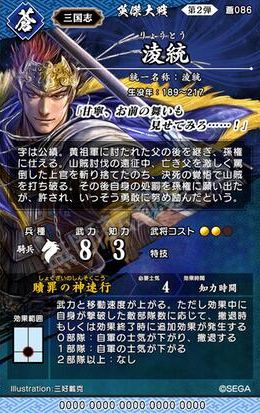 蒼
三国志
英傑大戦
第2弾
蒼086
りょうとう
凌統
統一名称：凌統
生没年：189～217
「甘寧、お前の舞いも
見せてみろ……！」
字は公績。黄祖軍に討たれた父の後を継ぎ、孫権
に仕える。山賊討伐の遠征中、亡き父を激しく罵
倒した上官を斬り捨てたのち、決死の覚悟で山賊
を打ち破る。その後自身の処罰を孫権に願い出た
が、許され、いっそう勇敢に努め励んだという。
兵種 武力 知力 武将コスト
騎兵 8 3 特技
しょくざいのしんそくこう
贖罪の神速行
必要士気 4
効果時間 知力時間
効果範囲
武力と移動速度が上がる。ただし効果中に
自身が撃破した敵部隊数に応じて、撤退時
もしくは効果終了時に追加効果が発生する
0部隊：自軍の士気が下がり、撤退する
1部隊：自軍の士気が下がる
2部隊以上：なし
Illustration:三好載克
©SEGA
0000-0000-0000-0000-0000